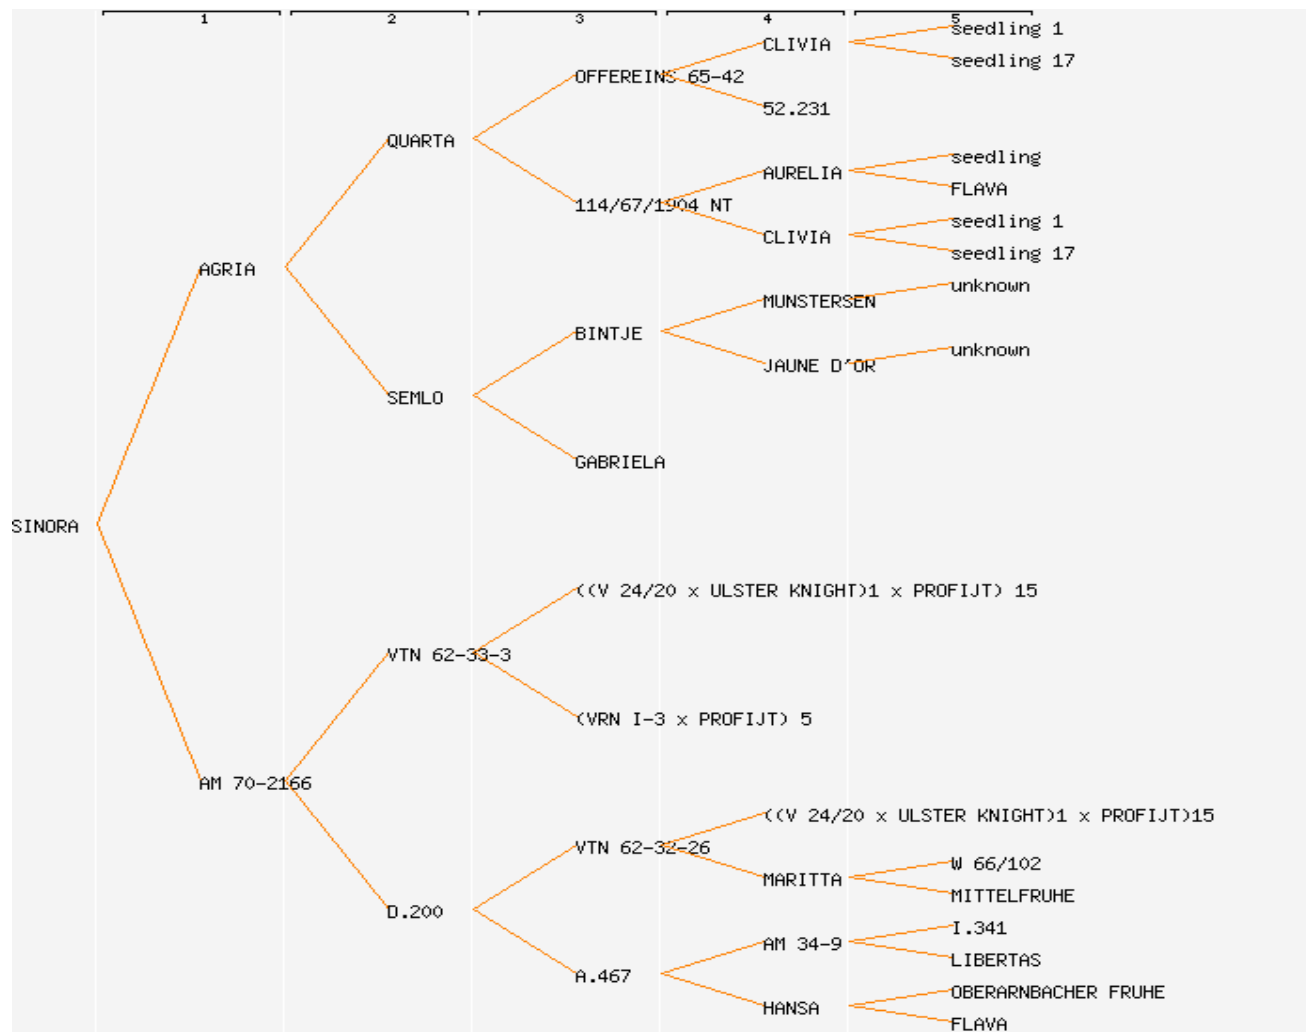 1 2 3 4 5
seedling 1
CLIVIA
seedling 17
OFFEREINS 65-42
52.231
QUARTA
seedling
AURELIA
FLAVA
114/67/1904 NT
seedling 1
CLIVIA
seedling 17
AGRIA
unknown
MUNSTERSEN
BINTJE
unknown
JAUNE D'OR
SEMLO
GABRIELA
SINORA
((V 24/20 x ULSTER KNIGHT)1 x PROFIJT) 15
VTN 62-33-3
(VRN I-3 x PROFIJT) 5
AM 70-2166
((V 24/20 x ULSTER KNIGHT)1 x PROFIJT)15
VTN 62-32-26
W 66/102
MARITTA
MITTELFRUHE
D.200
I.341
AM 34-9
LIBERTAS
A.467
OBERARNBACHER FRUHE
HANSA
FLAVA